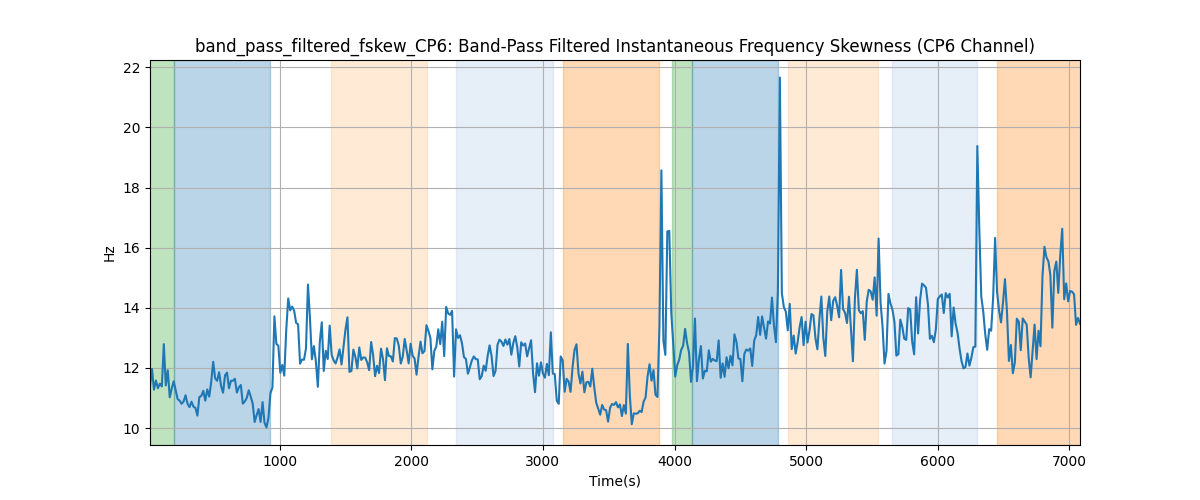 band_pass_filtered_fskew_CP6: Band-Pass Filtered Instantaneous Frequency Skewness (CP6 Channel)
22
20
18
16
14
12
10
Hz
1000 2000 3000 4000 5000 6000 7000
Time(s)